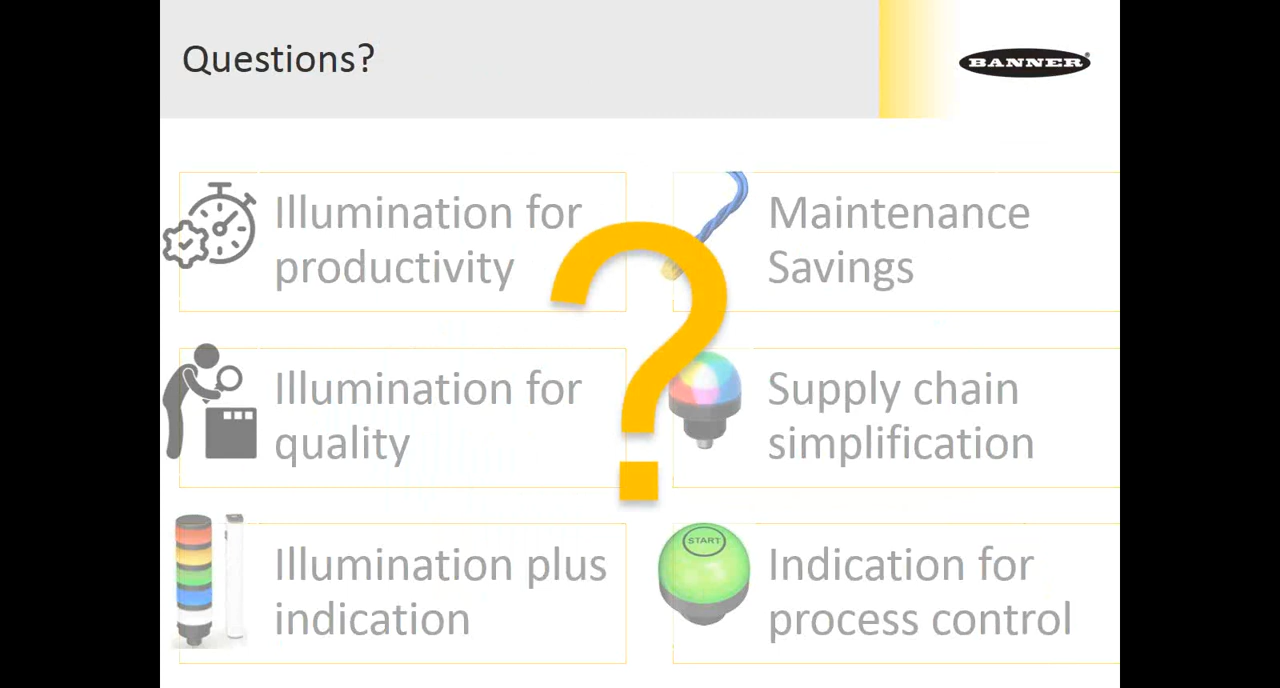 Questions?
BANNER®
Illumination for
productivity
Maintenance
Savings
Illumination for
quality
Supply chain
simplification
Illumination plus
indication
START
Indication for
process control
?